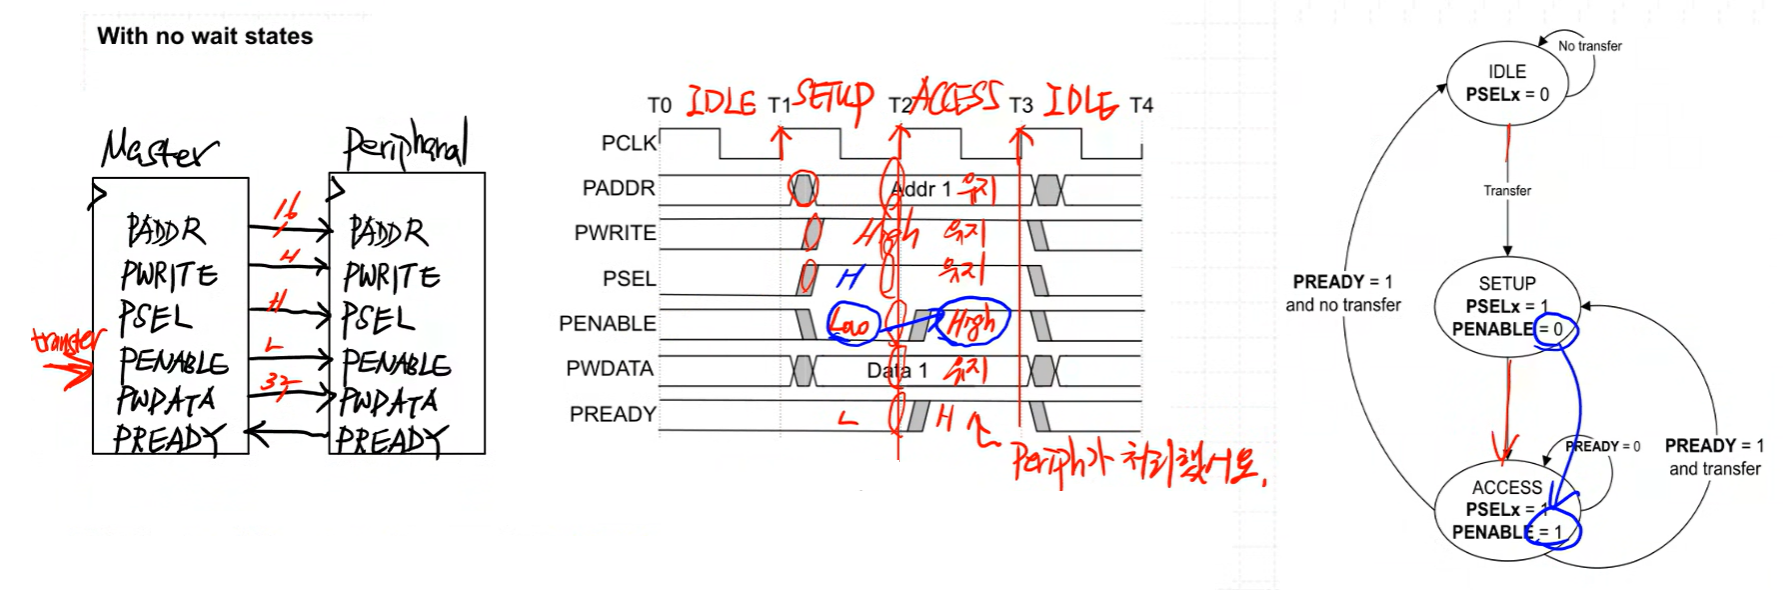 With no wait states
Master
Peripharal
PADDR
PWRITE
PSEL
PENABLE
PWDATA
PREADY
transfer
16
H
H
L
32
PADDR
PWRITE
PSEL
PENABLE
PWDATA
PREADY
T0 IDLE T1 SETUP T2 ACCESS T3 IDLE T4
PCLK
PADDR Addr 1 유지
PWRITE High 유지
PSEL H 유지
PENABLE Low High
PWDATA Data 1 유지
PREADY L H
Periph가 처리했어요.
No transfer
IDLE
PSELx = 0
Transfer
PREADY = 1
and no transfer
SETUP
PSELx = 1
PENABLE = 0
PREADY = 0
PREADY = 1
and transfer
ACCESS
PSELx = 1
PENABLE = 1